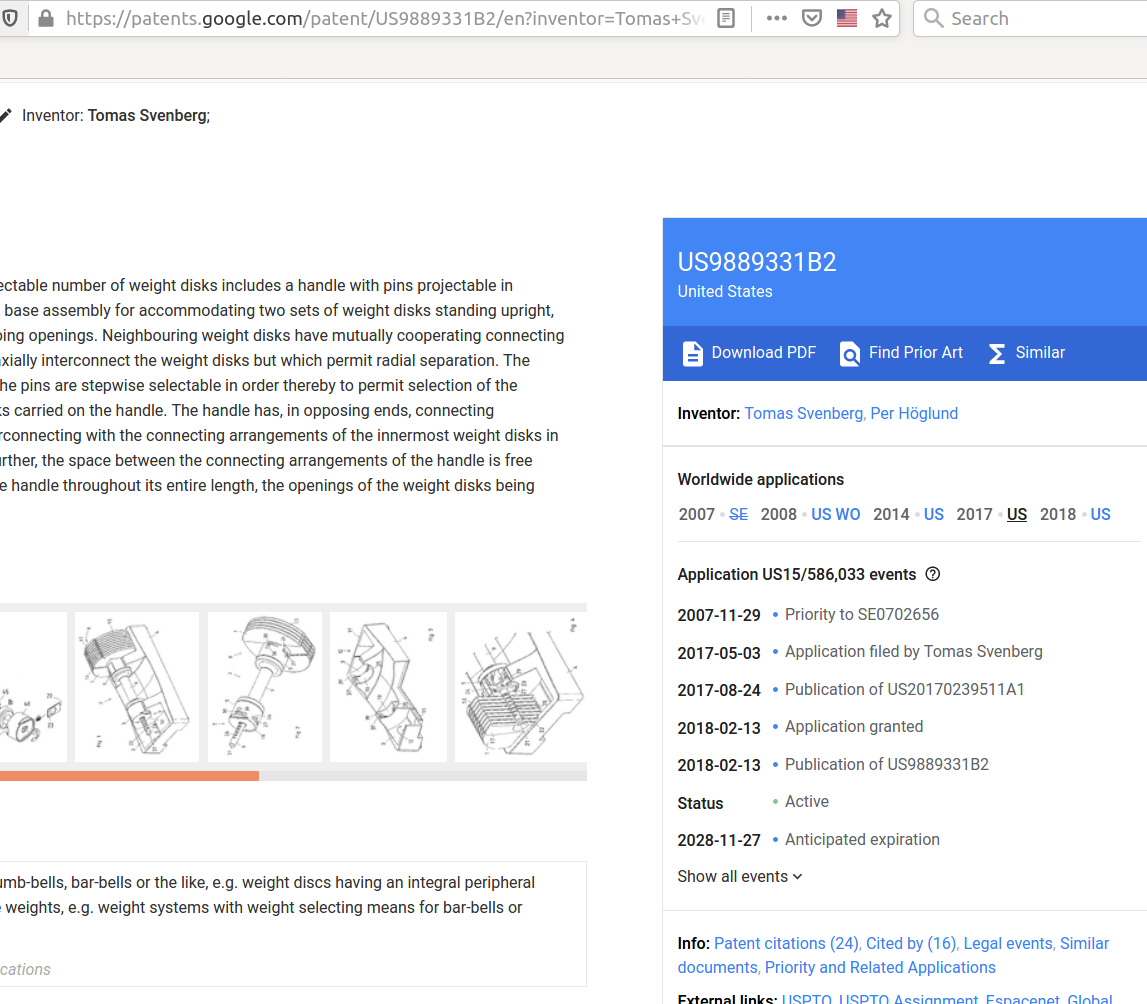 https://patents.google.com/patent/US9889331B2/en?inventor=Tomas+Sve
Search
Inventor: Tomas Svenberg;
US9889331B2
United States
Download PDF Find Prior Art Similar
ectable number of weight disks includes a handle with pins projectable in
base assembly for accommodating two sets of weight disks standing upright,
ing openings. Neighbouring weight disks have mutually cooperating connecting
xially interconnect the weight disks but which permit radial separation. The
he pins are stepwise selectable in order thereby to permit selection of the
s carried on the handle. The handle has, in opposing ends, connecting
rconnecting with the connecting arrangements of the innermost weight disks in
rther, the space between the connecting arrangements of the handle is free
e handle throughout its entire length, the openings of the weight disks being
Inventor: Tomas Svenberg, Per Höglund
Worldwide applications
2007 • SE 2008 • US WO 2014 • US 2017 • US 2018 • US
Application US15/586,033 events
2007-11-29 • Priority to SE0702656
2017-05-03 • Application filed by Tomas Svenberg
2017-08-24 • Publication of US20170239511A1
2018-02-13 • Application granted
2018-02-13 • Publication of US9889331B2
Status • Active
2028-11-27 • Anticipated expiration
Show all events
umb-bells, bar-bells or the like, e.g. weight discs having an integral peripheral
weights, e.g. weight systems with weight selecting means for bar-bells or
cations
Info: Patent citations (24), Cited by (16), Legal events, Similar
documents, Priority and Related Applications
External links: USPTO, USPTO Assignment, Espacenet, Global